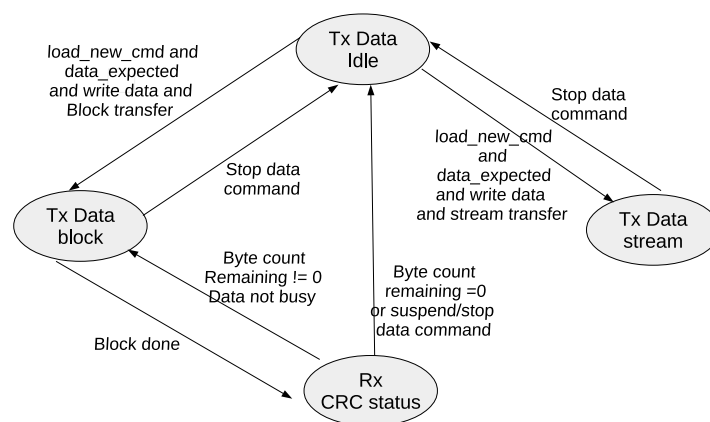 Tx Data
Idle
load_new_cmd and
data_expected
and write data and
Block transfer
Stop data
command
Stop data
command
load_new_cmd
and
data_expected
and write data
and stream transfer
Tx Data
block
Tx Data
stream
Byte count
Remaining != 0
Data not busy
Byte count
remaining =0
or suspend/stop
data command
Block done
Rx
CRC status